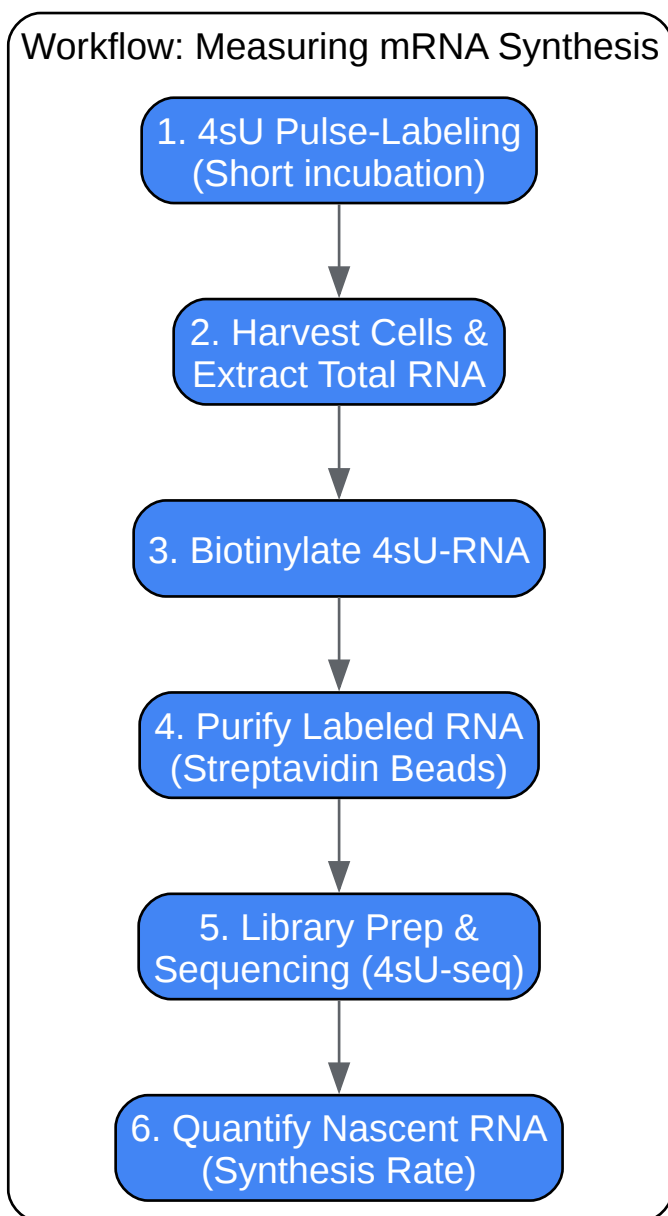 Workflow: Measuring mRNA Synthesis
1. 4sU Pulse-Labeling
(Short incubation)
2. Harvest Cells &
Extract Total RNA
3. Biotinylate 4sU-RNA
4. Purify Labeled RNA
(Streptavidin Beads)
5. Library Prep &
Sequencing (4sU-seq)
6. Quantify Nascent RNA
(Synthesis Rate)